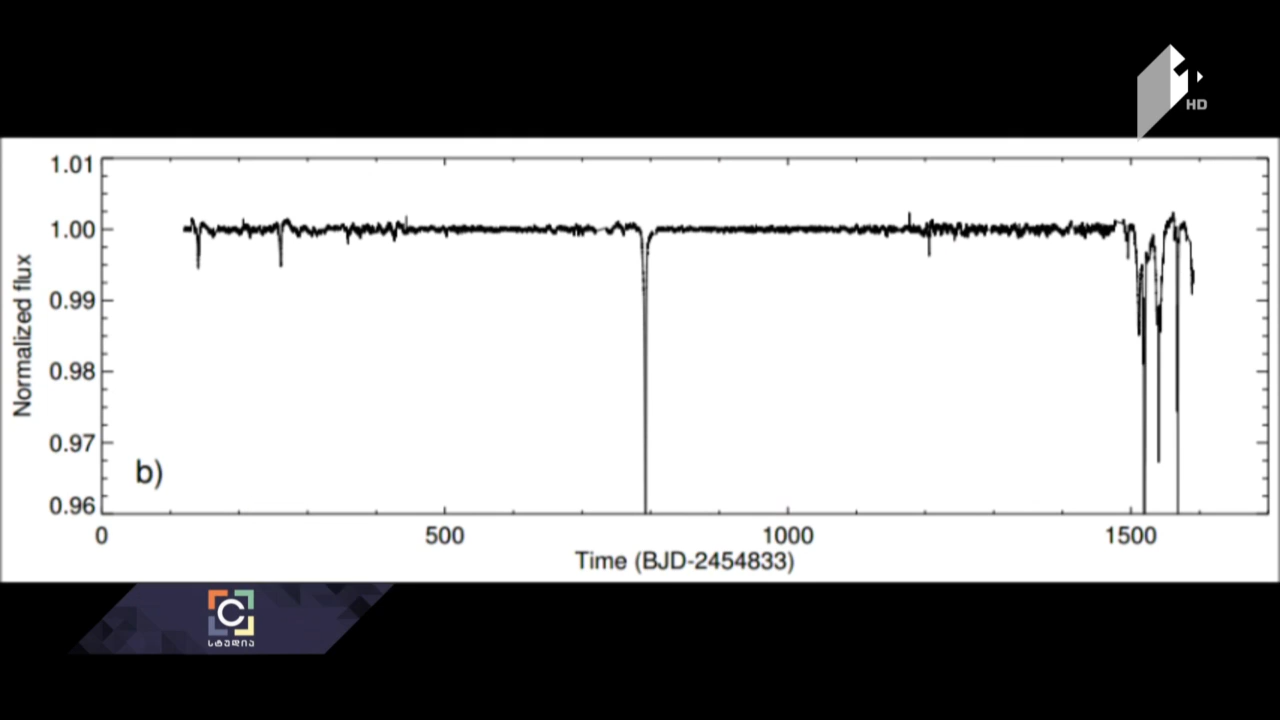 HD
1.01
1.00
0.99
0.98
0.97
0.96
Normalized flux
b)
0 500 1000 1500
Time (BJD-2454833)
C
სტუდია